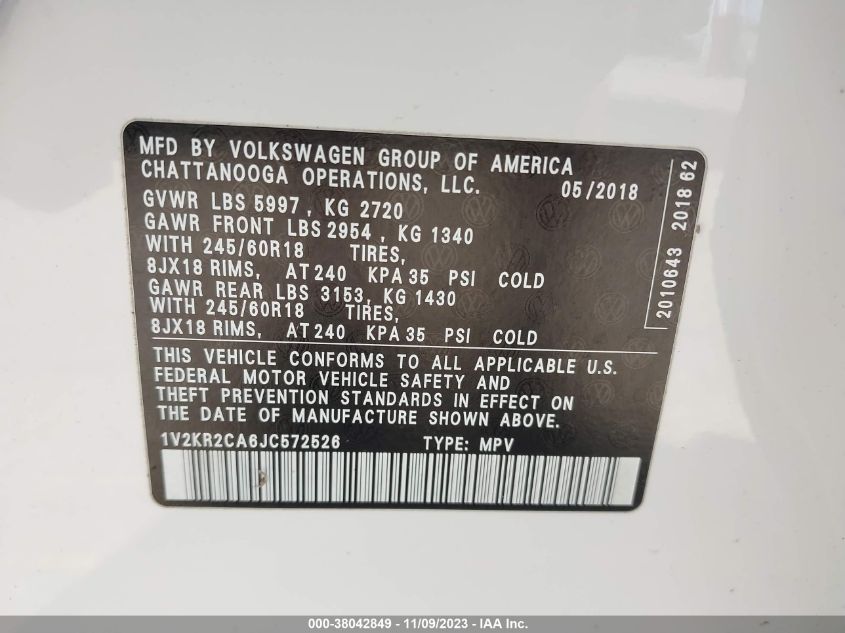 MFD BY VOLKSWAGEN GROUP OF AMERICA
CHATTANOOGA OPERATIONS, LLC. 05/2018
GVWR LBS 5997, KG 2720
GAWR FRONT LBS 2954, KG 1340
WITH 245/60R18 TIRES,
8JX18 RIMS, AT 240 KPA 35 PSI COLD
GAWR REAR LBS 3153, KG 1430
WITH 245/60R18 TIRES,
8JX18 RIMS, AT 240 KPA 35 PSI COLD
THIS VEHICLE CONFORMS TO ALL APPLICABLE U.S.
FEDERAL MOTOR VEHICLE SAFETY AND
THEFT PREVENTION STANDARDS IN EFFECT ON
THE DATE OF MANUFACTURE SHOWN ABOVE.
1V2KR2CA6JC572526 TYPE: MPV
2010643 2018 62
000-38042849 - 11/09/2023 - IAA Inc.